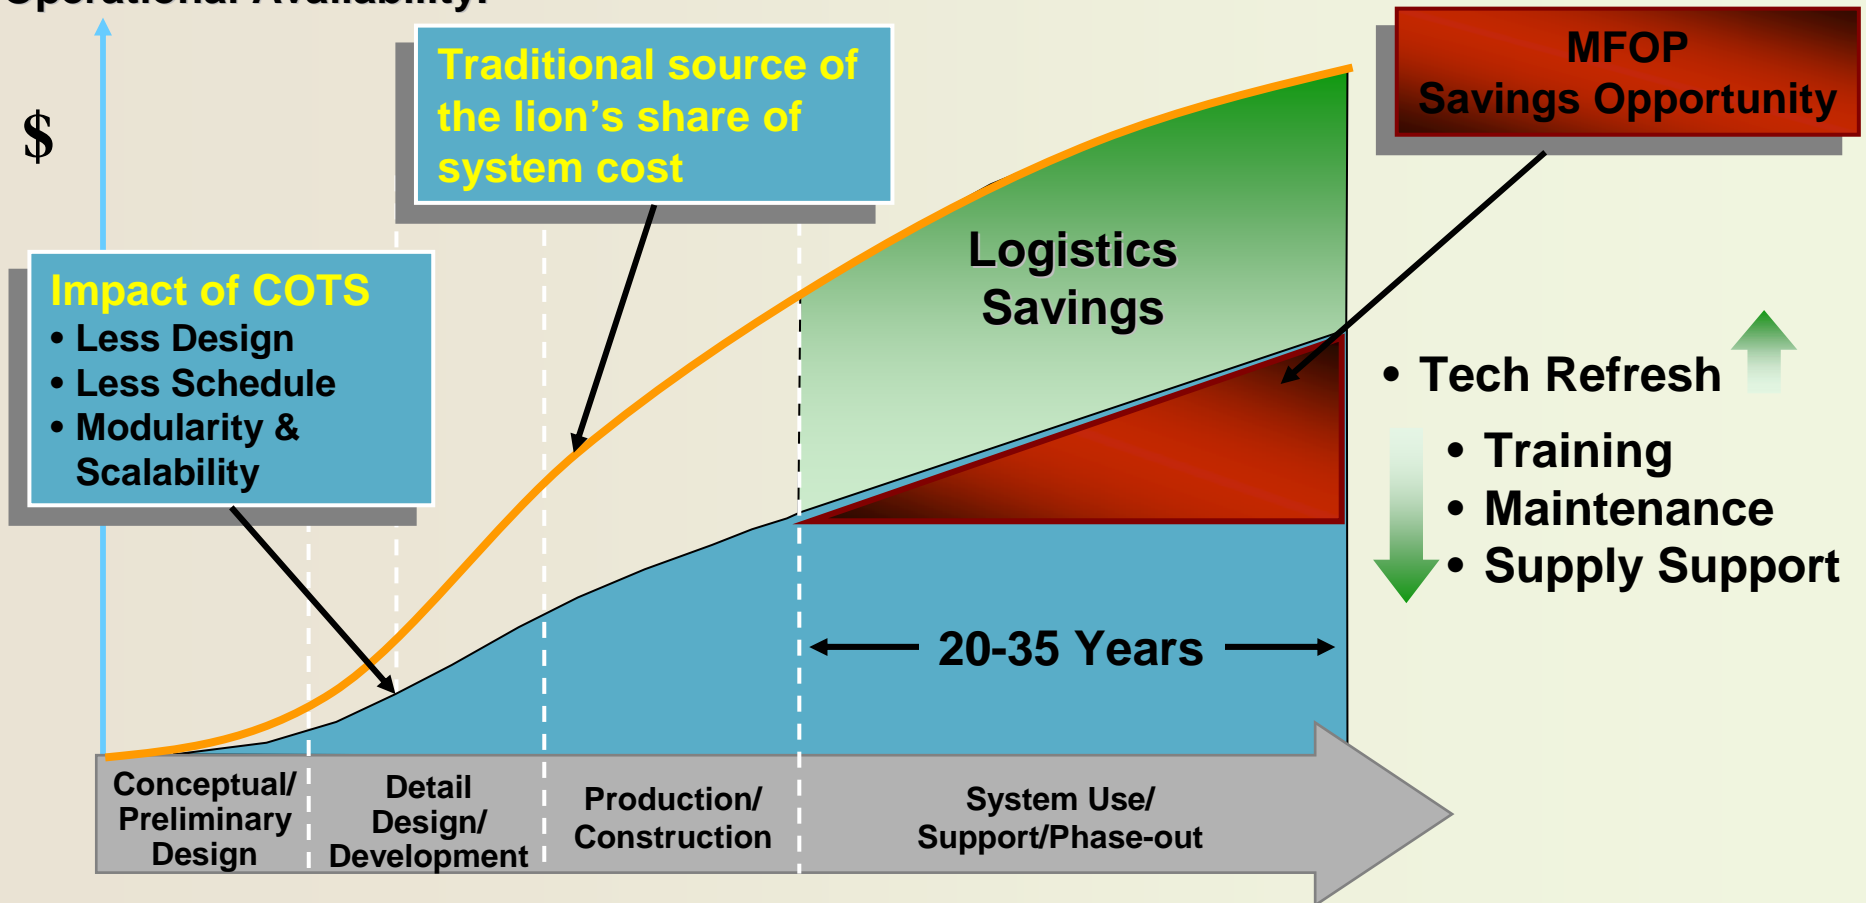 Operational Availability.
$
Traditional source of
the lion’s share of
system cost
MFOP
Savings Opportunity
Impact of COTS
• Less Design
• Less Schedule
• Modularity &
Scalability
Logistics
Savings
• Tech Refresh
• Training
• Maintenance
• Supply Support
20-35 Years
Conceptual/
Preliminary
Design
Detail
Design/
Development
Production/
Construction
System Use/
Support/Phase-out